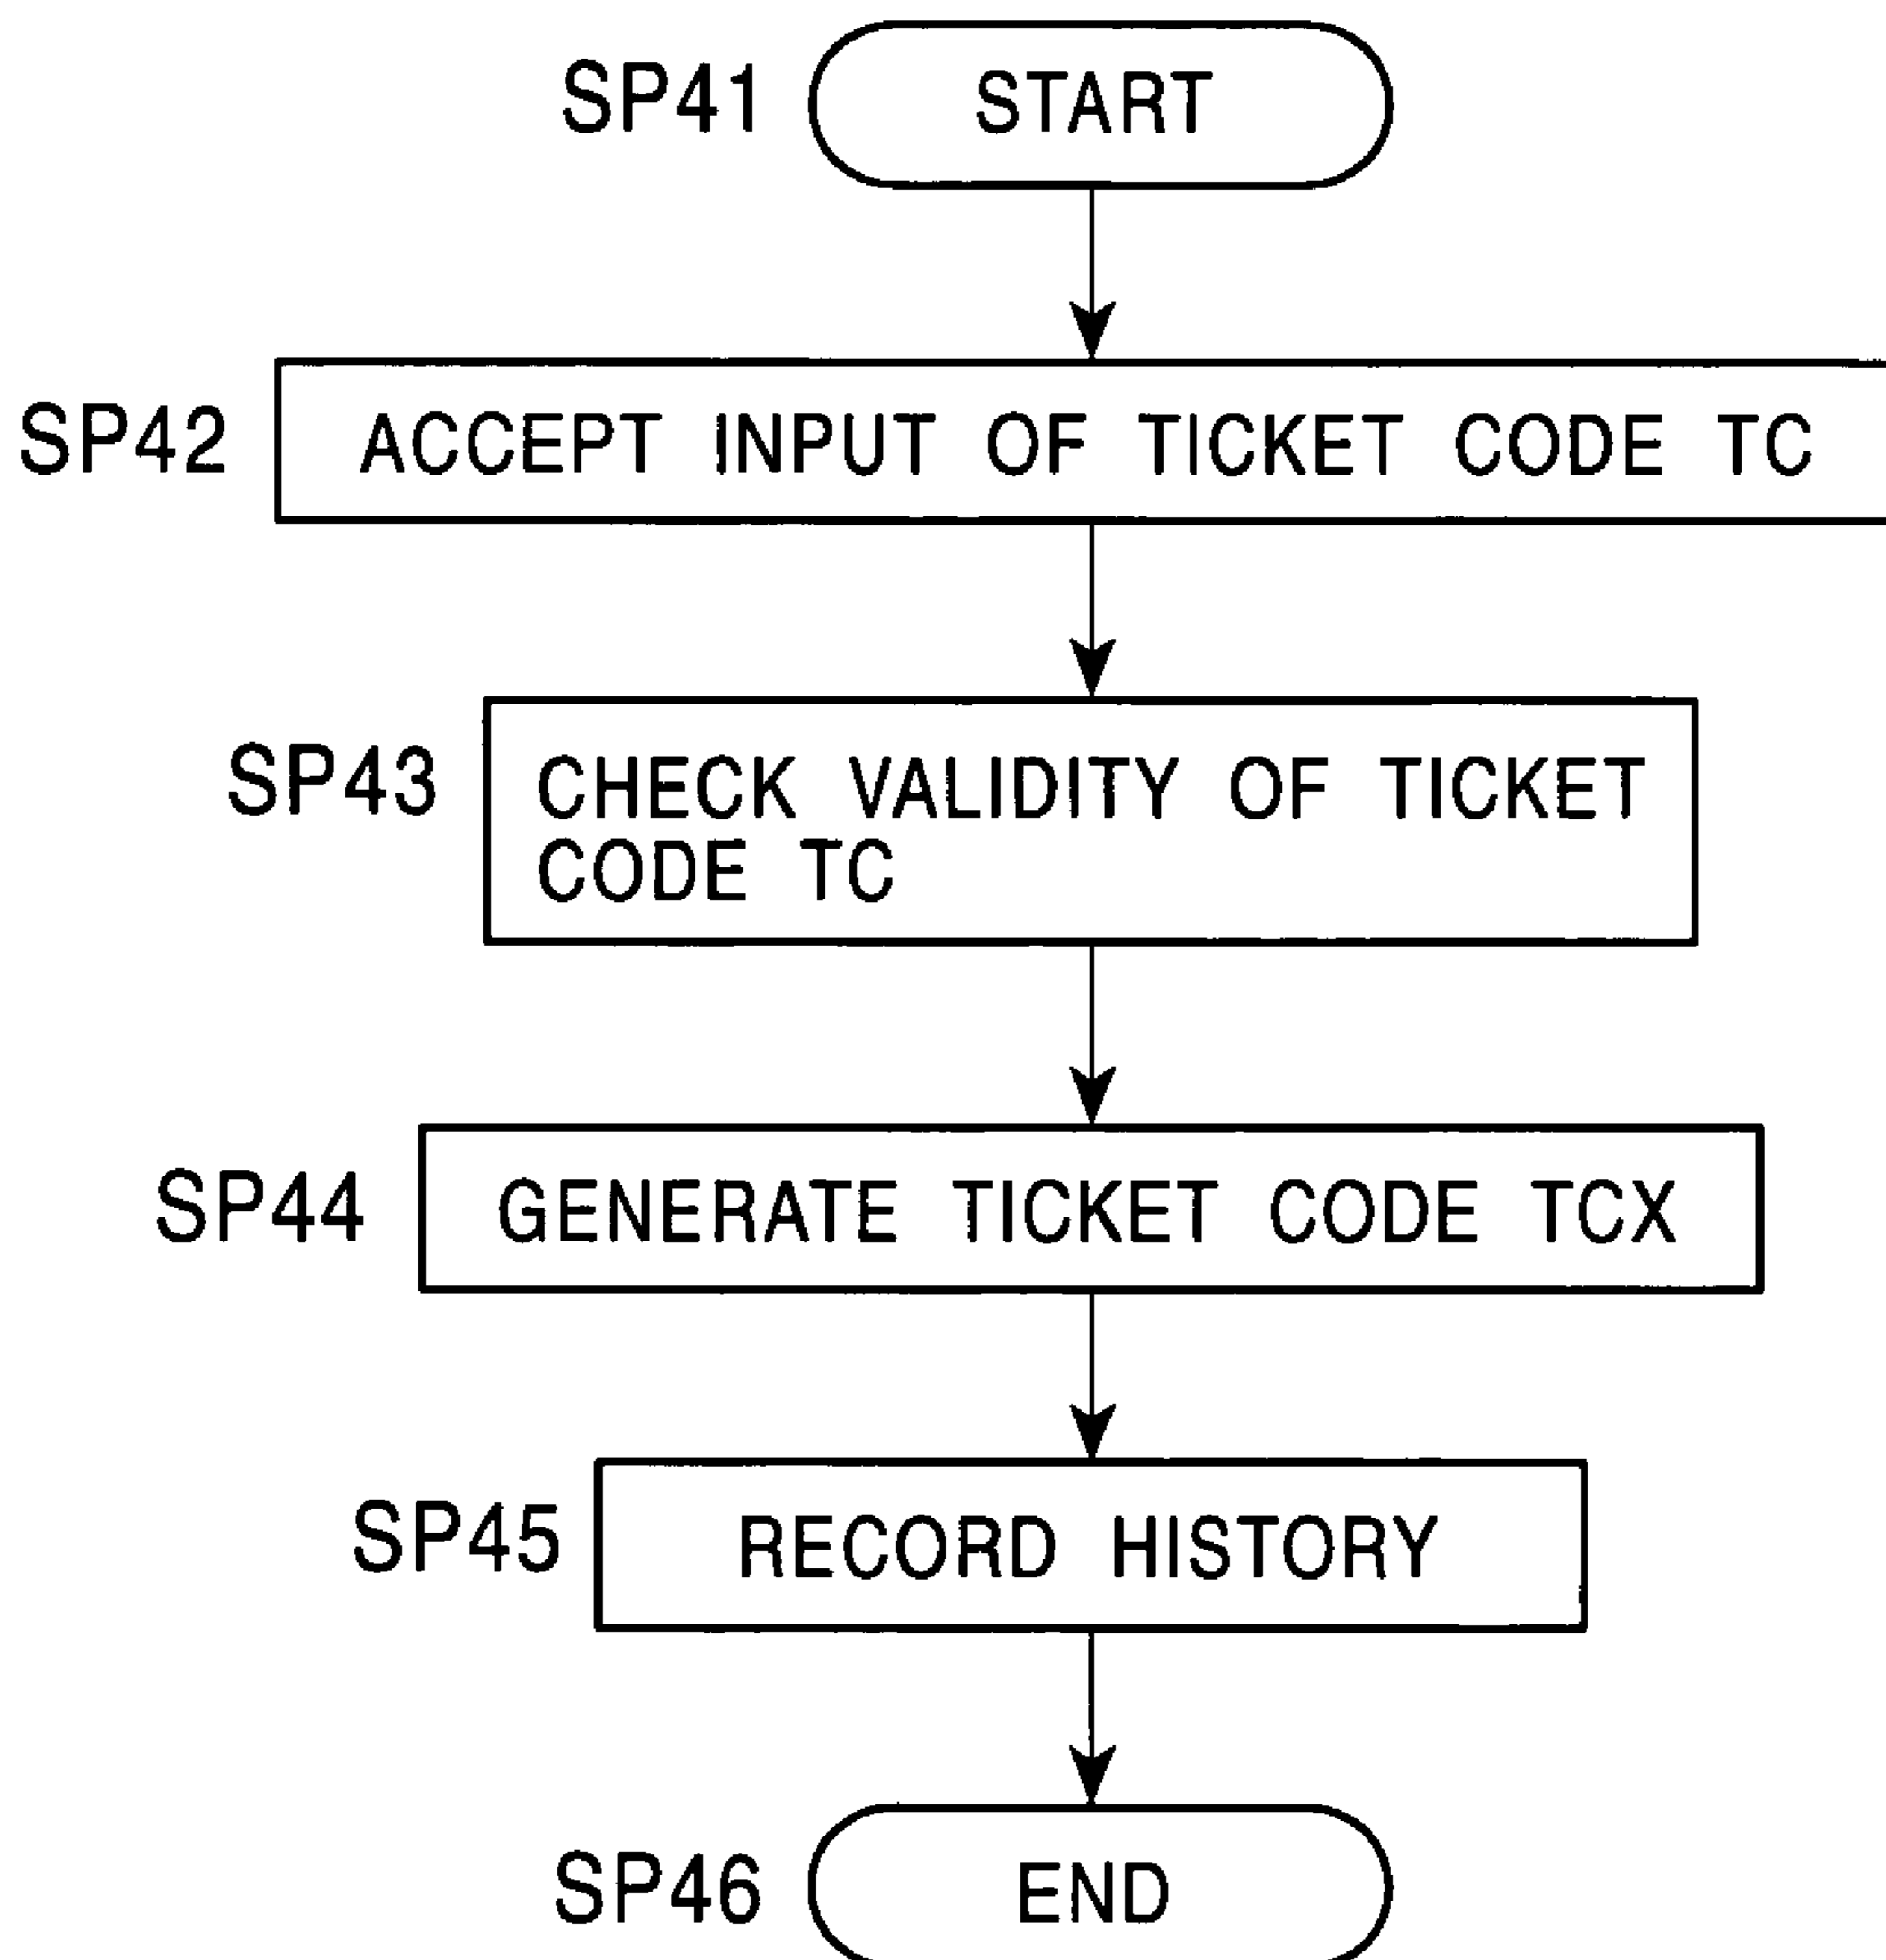 SP41 START
SP42 ACCEPT INPUT OF TICKET CODE TC
SP43 CHECK VALIDITY OF TICKET
CODE TC
SP44 GENERATE TICKET CODE TCX
SP45 RECORD HISTORY
SP46 END